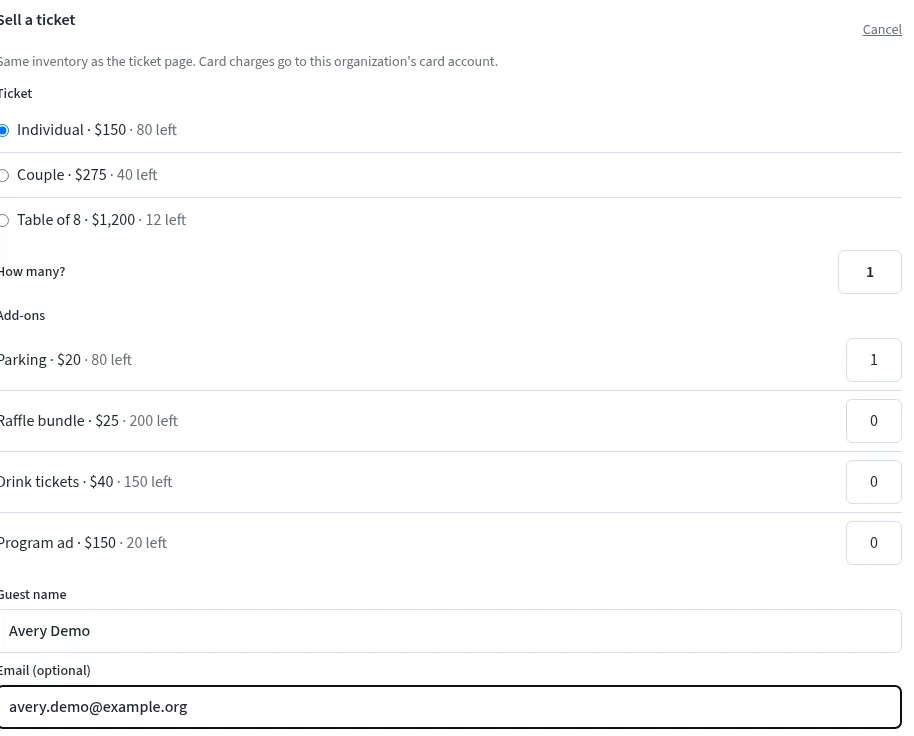 Sell a ticket
Cancel
Same inventory as the ticket page. Card charges go to this organization's card account.
Ticket
Individual · $150 · 80 left
Couple · $275 · 40 left
Table of 8 · $1,200 · 12 left
How many? 1
Add-ons
Parking · $20 · 80 left 1
Raffle bundle · $25 · 200 left 0
Drink tickets · $40 · 150 left 0
Program ad · $150 · 20 left 0
Guest name
Avery Demo
Email (optional)
avery.demo@example.org